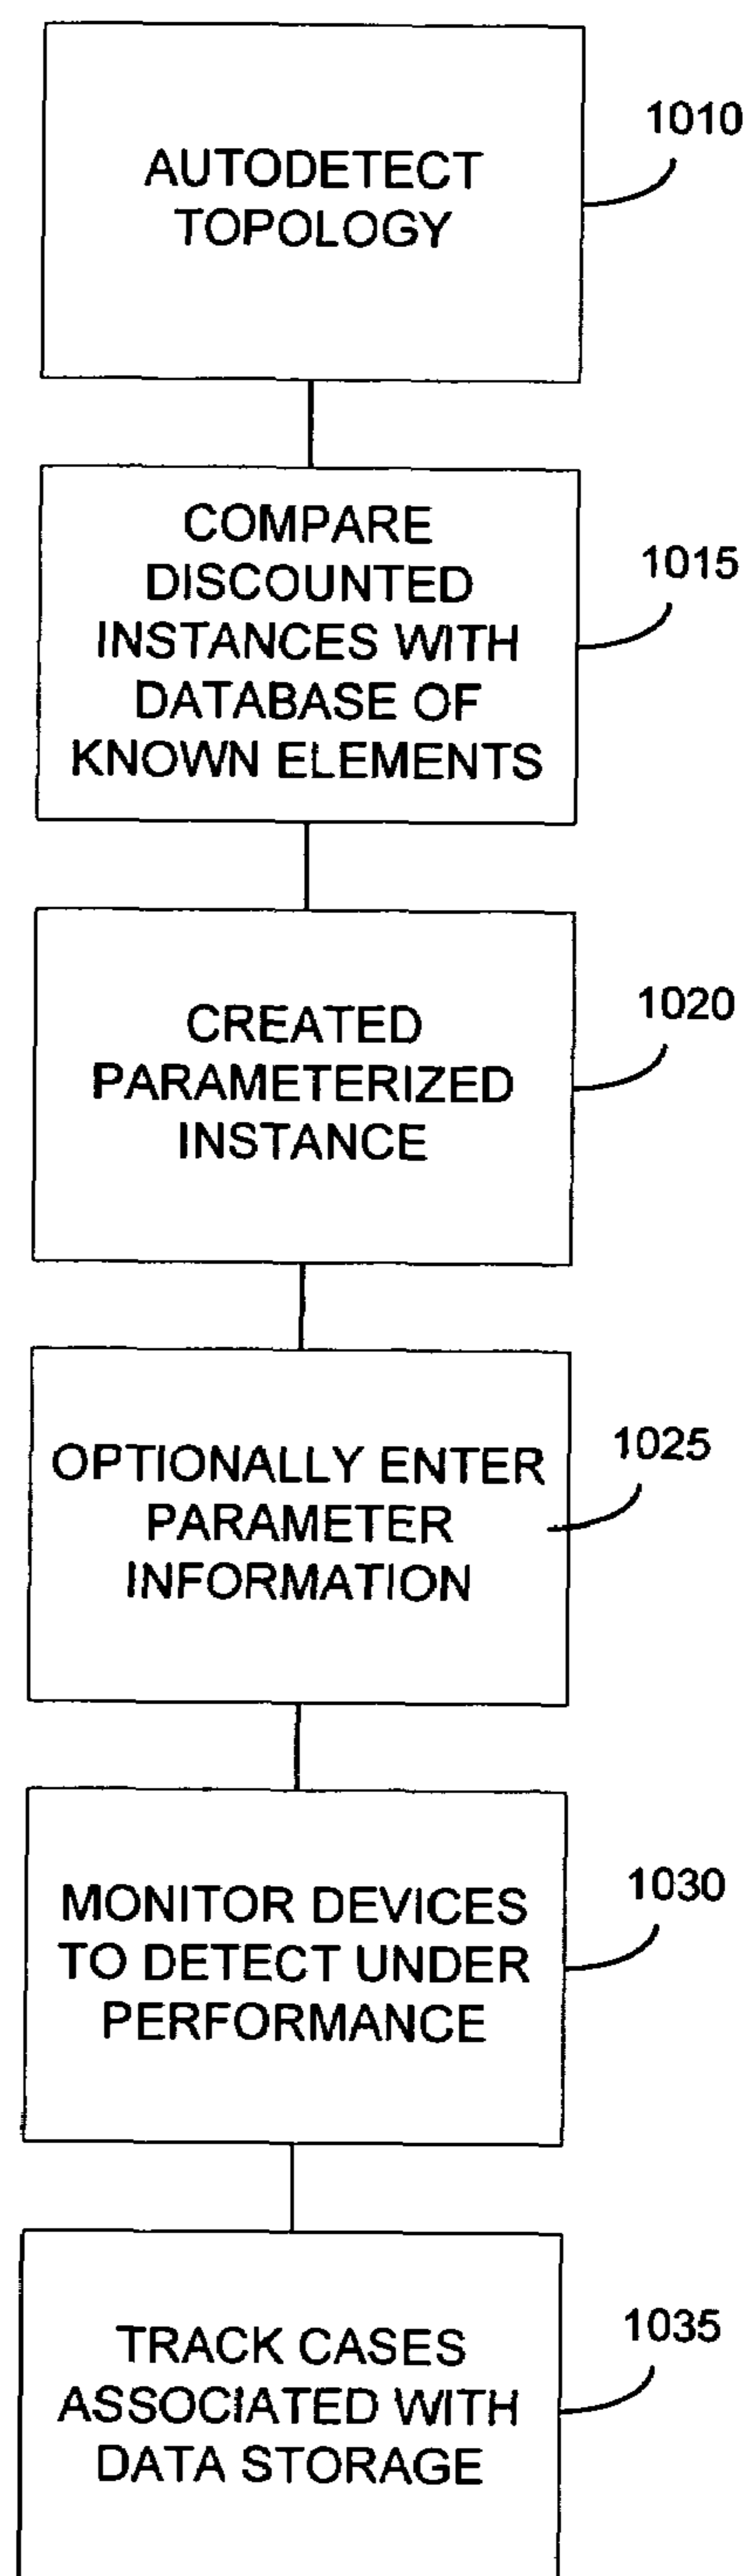 AUTODETECT
TOPOLOGY
1010
COMPARE
DISCOUNTED
INSTANCES WITH
DATABASE OF
KNOWN ELEMENTS
1015
CREATED
PARAMETERIZED
INSTANCE
1020
OPTIONALLY ENTER
PARAMETER
INFORMATION
1025
MONITOR DEVICES
TO DETECT UNDER
PERFORMANCE
1030
TRACK CASES
ASSOCIATED WITH
DATA STORAGE
1035